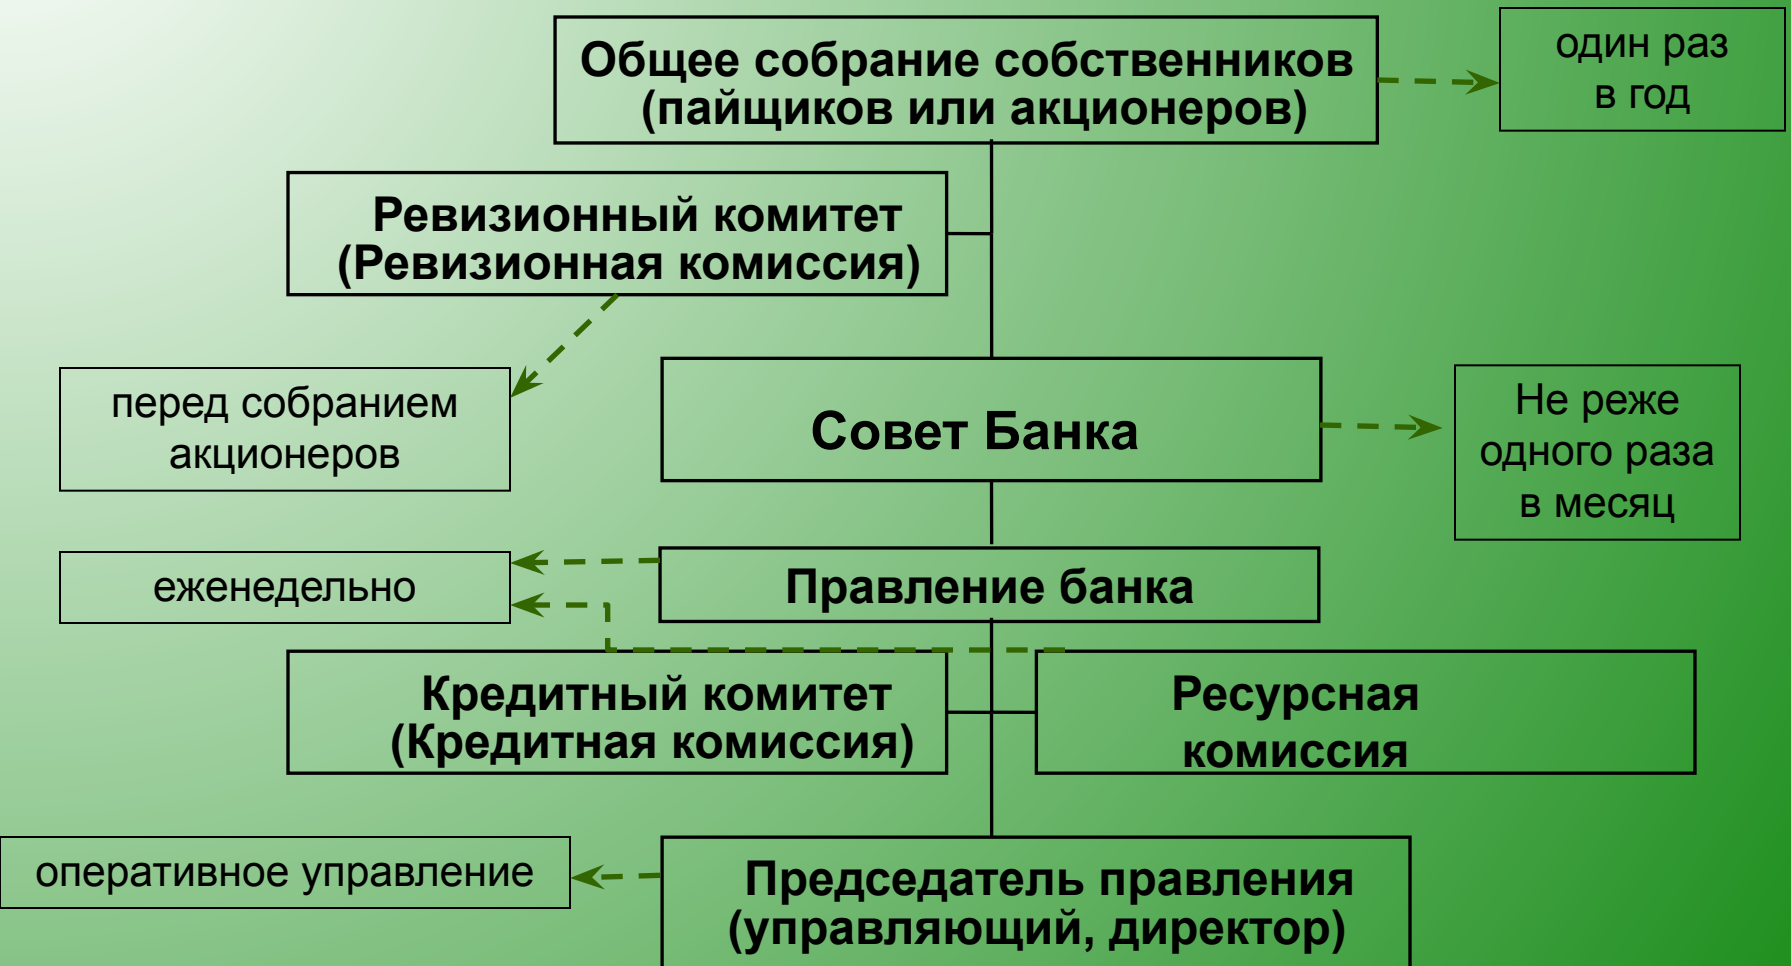 Общее собрание собственников
(пайщиков или акционеров)
один раз
в год
Ревизионный комитет
(Ревизионная комиссия)
перед собранием
акционеров
Совет Банка
Не реже
одного раза
в месяц
еженедельно
Правление банка
Кредитный комитет
(Кредитная комиссия)
Ресурсная
комиссия
оперативное управление
Председатель правления
(управляющий, директор)